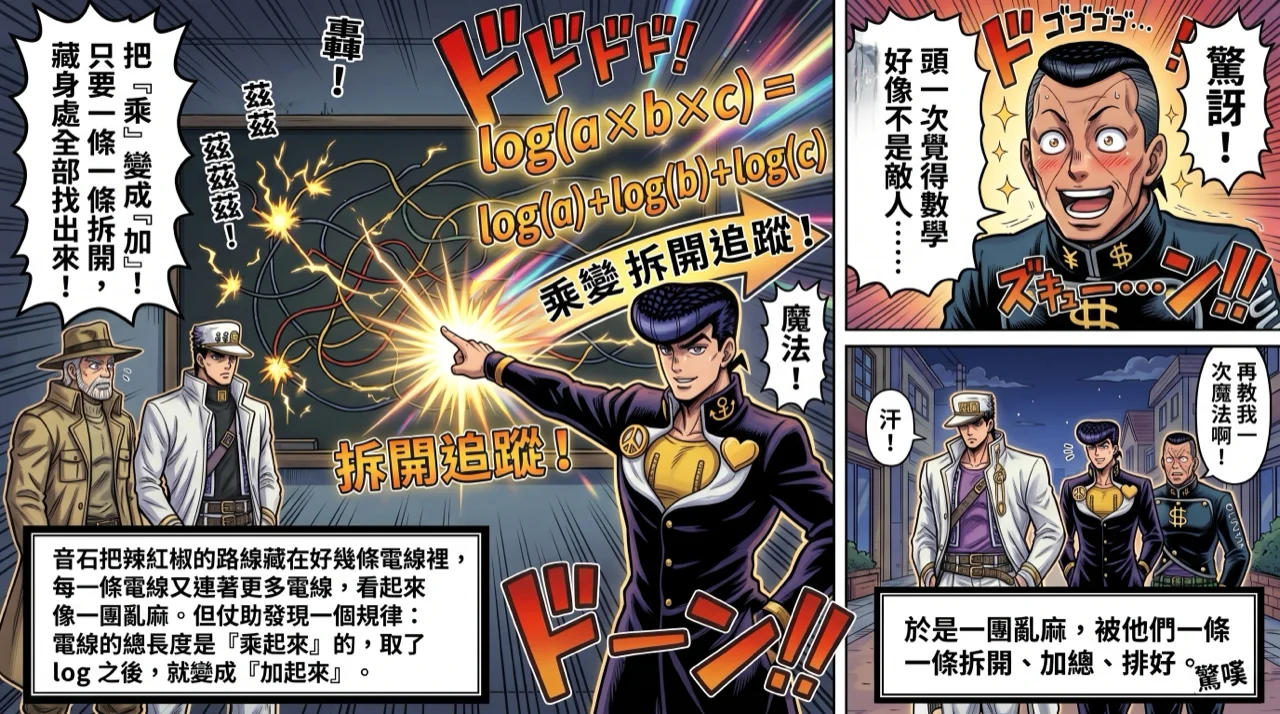 把『乘』變成『加』！
只要一條一條拆開，
藏身處全部找出來！
轟！
茲茲
茲茲茲！
ドドドド！
log(a×b×c) =
log(a)+log(b)+log(c)
乘變拆開追蹤！
魔法！
拆開追蹤！
ドーン!!
音石把辣紅椒的路線藏在好幾條電線裡，
每一條電線又連著更多電線，看起來
像一團亂麻。但仗助發現一個規律：
電線的總長度是『乘起來』的，取了
log 之後，就變成『加起來』。
驚訝！
ド
ゴゴゴゴ…
！
頭一次覺得數學
好像不是敵人……
¥
$
ズキュー…ン!!
$
再教我一
次魔法啊！
汗！
$
於是一團亂麻，被他們一條
一條拆開、加總、排好。
驚嘆